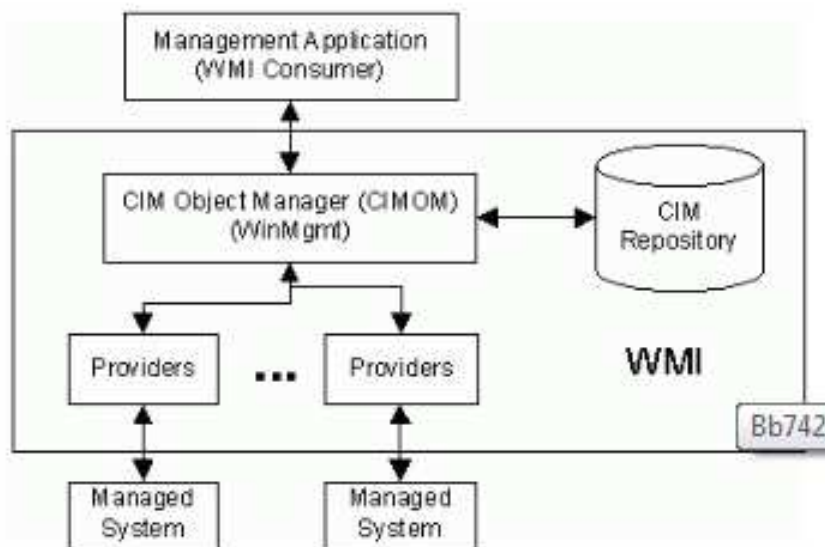 Management Application
(WMI Consumer)
CIM Object Manager (CIMOM)
(WinMgmt)
CIM
Repository
Providers
...
Providers
WMI
Bb742
Managed
System
Managed
System